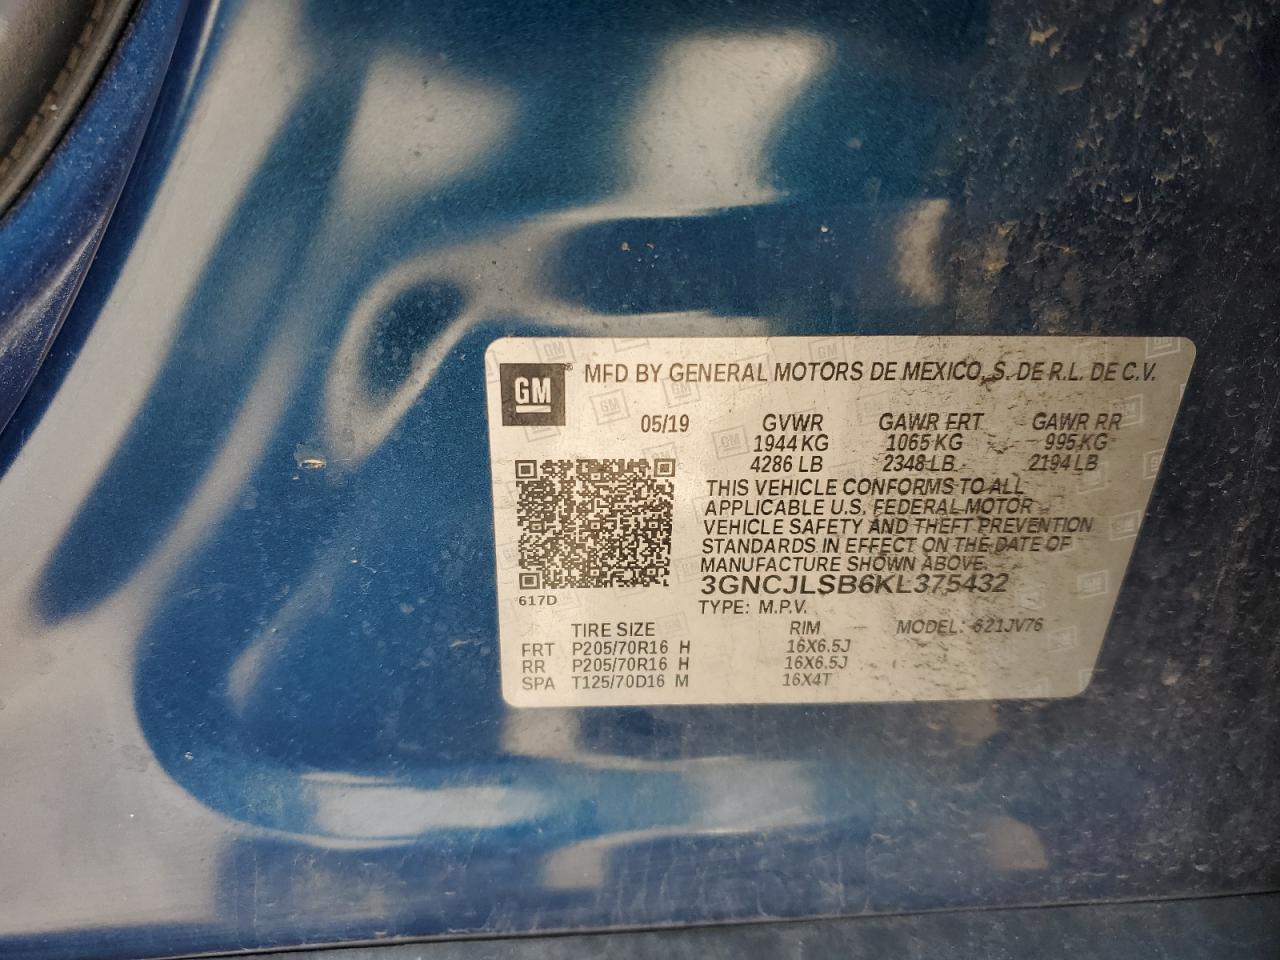 GM® MFD BY GENERAL MOTORS DE MEXICO, S. DE R.L. DE C.V.
05/19 GVWR GAWR FRT GAWR RR
1944 KG 1065 KG 995 KG
4286 LB 2348 LB 2194 LB
THIS VEHICLE CONFORMS TO ALL
APPLICABLE U.S. FEDERAL MOTOR
VEHICLE SAFETY AND THEFT PREVENTION
STANDARDS IN EFFECT ON THE DATE OF
MANUFACTURE SHOWN ABOVE.
3GNCJLSB6KL375432
617D TYPE: M.P.V.
TIRE SIZE RIM MODEL: 621JV76
FRT P205/70R16 H 16X6.5J
RR P205/70R16 H 16X6.5J
SPA T125/70D16 M 16X4T